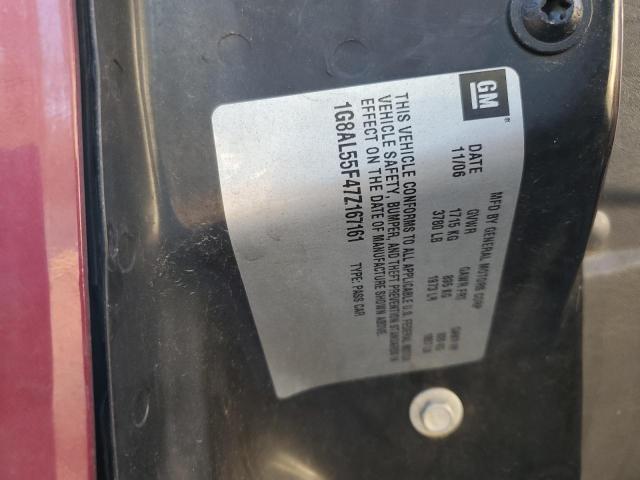 GM
®
MFD BY GENERAL MOTORS CORP
DATE GVWR GAWR FRT
11/06 1715 KG 895 KG
3780 LB 1973 LB
THIS VEHICLE CONFORMS TO ALL APPLICABLE U.S. FEDERAL MOTOR
VEHICLE SAFETY, BUMPER, AND THEFT PREVENTION STANDARDS IN
EFFECT ON THE DATE OF MANUFACTURE SHOWN ABOVE.
1G8AL55F47Z167161 TYPE: PASS CAR